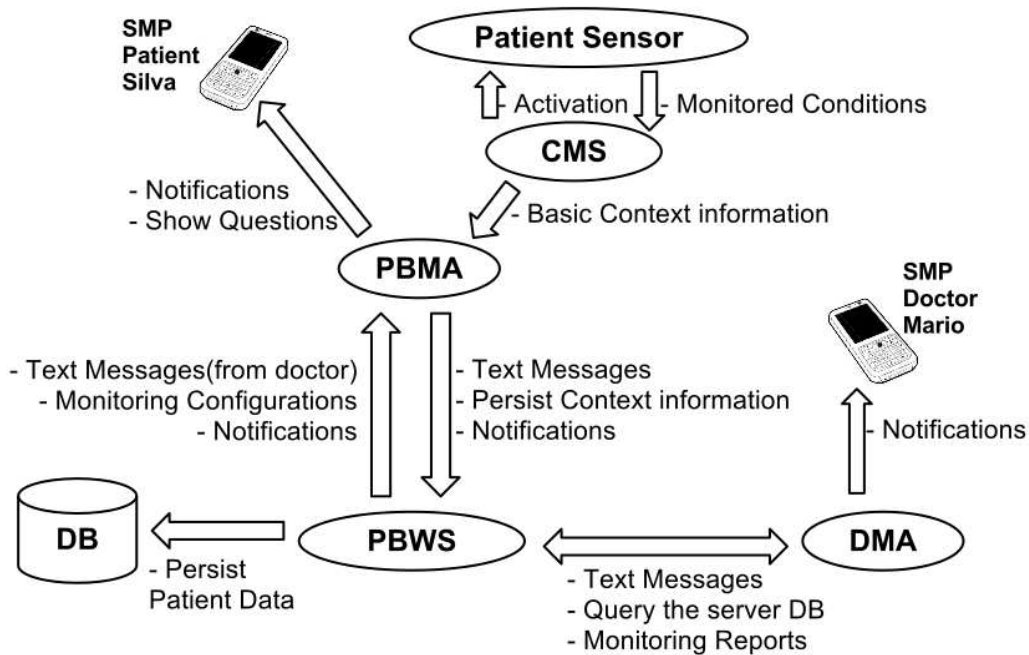 SMP
Patient
Silva
Patient Sensor
- Activation
- Monitored Conditions
CMS
- Notifications
- Show Questions
- Basic Context information
PBMA
SMP
Doctor
Mario
- Text Messages(from doctor)
- Monitoring Configurations
- Notifications
- Text Messages
- Persist Context information
- Notifications
- Notifications
DB
PBWS
DMA
- Persist
Patient Data
- Text Messages
- Query the server DB
- Monitoring Reports